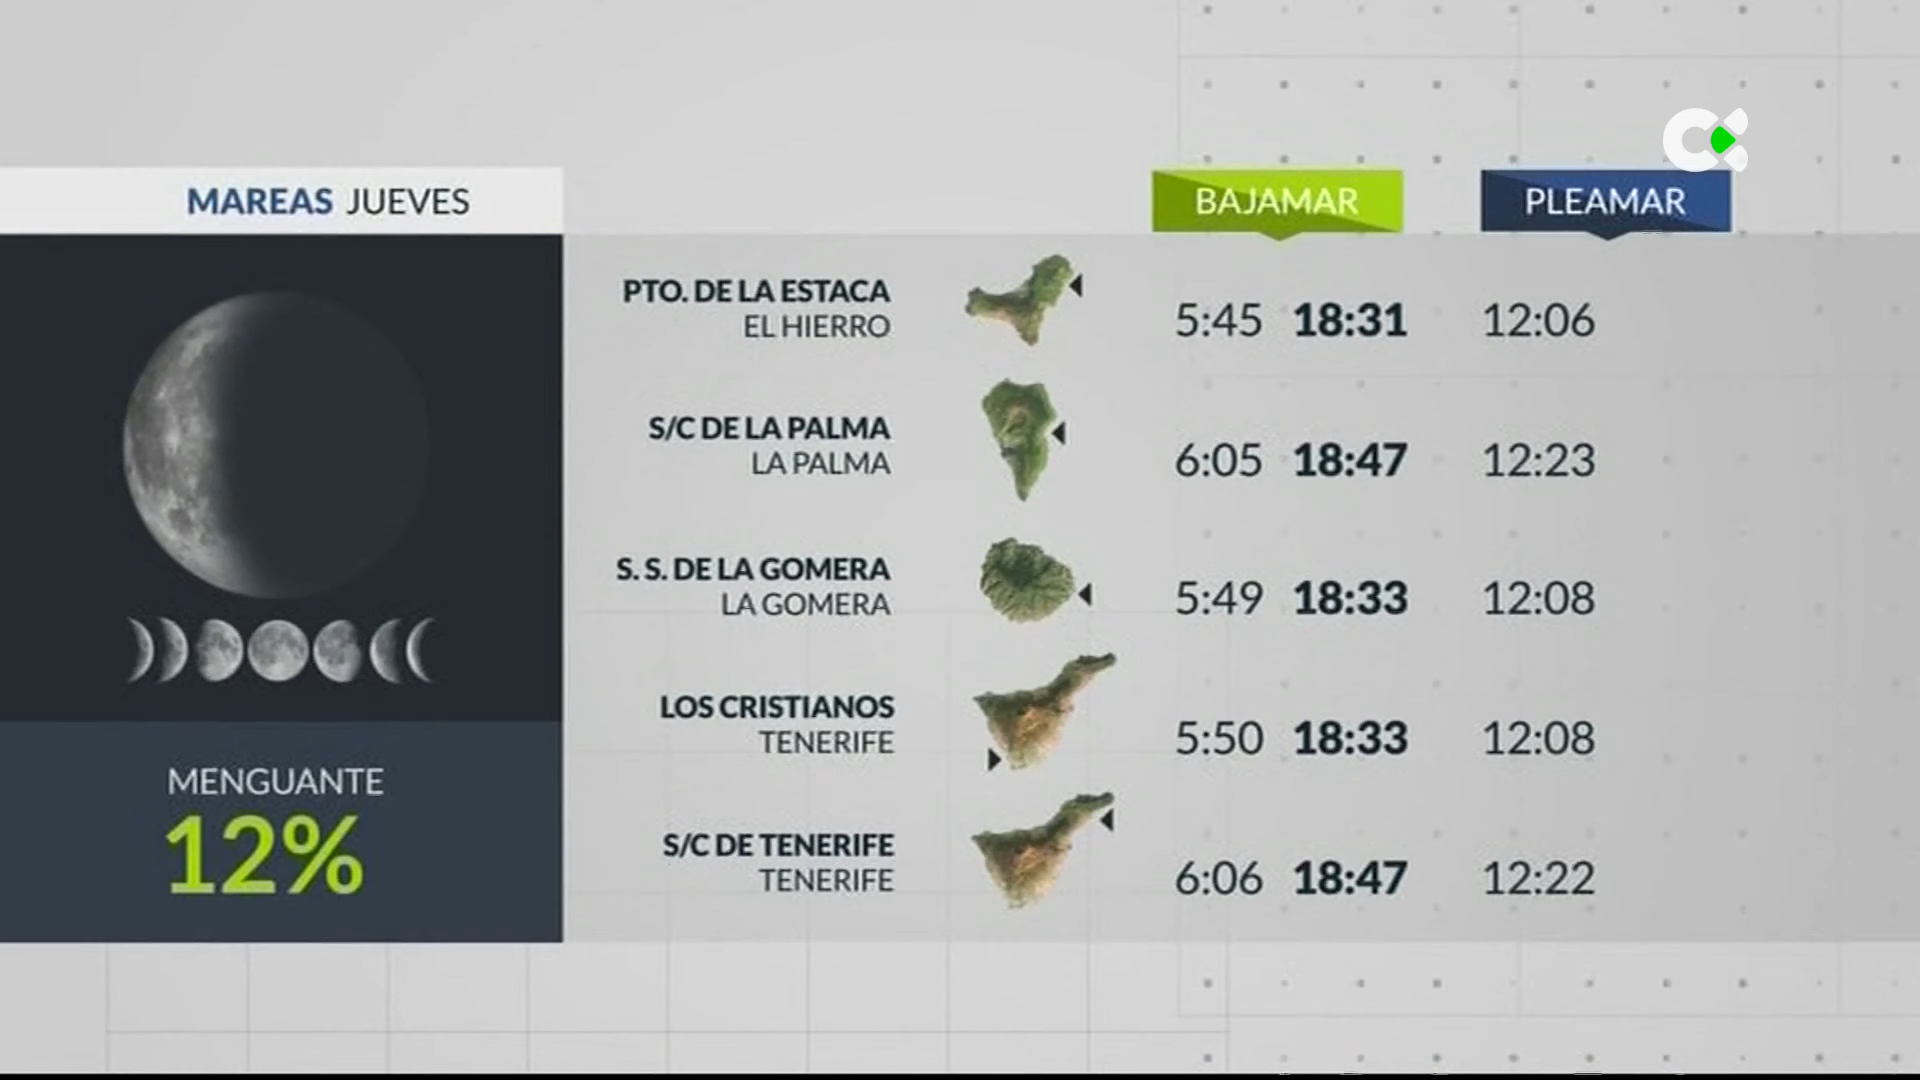 MAREAS JUEVES
BAJAMAR PLEAMAR
PTO. DE LA ESTACA
EL HIERRO
5:45 18:31 12:06
S/C DE LA PALMA
LA PALMA
6:05 18:47 12:23
S. S. DE LA GOMERA
LA GOMERA
5:49 18:33 12:08
LOS CRISTIANOS
TENERIFE
5:50 18:33 12:08
S/C DE TENERIFE
TENERIFE
6:06 18:47 12:22
MENGUANTE
12%